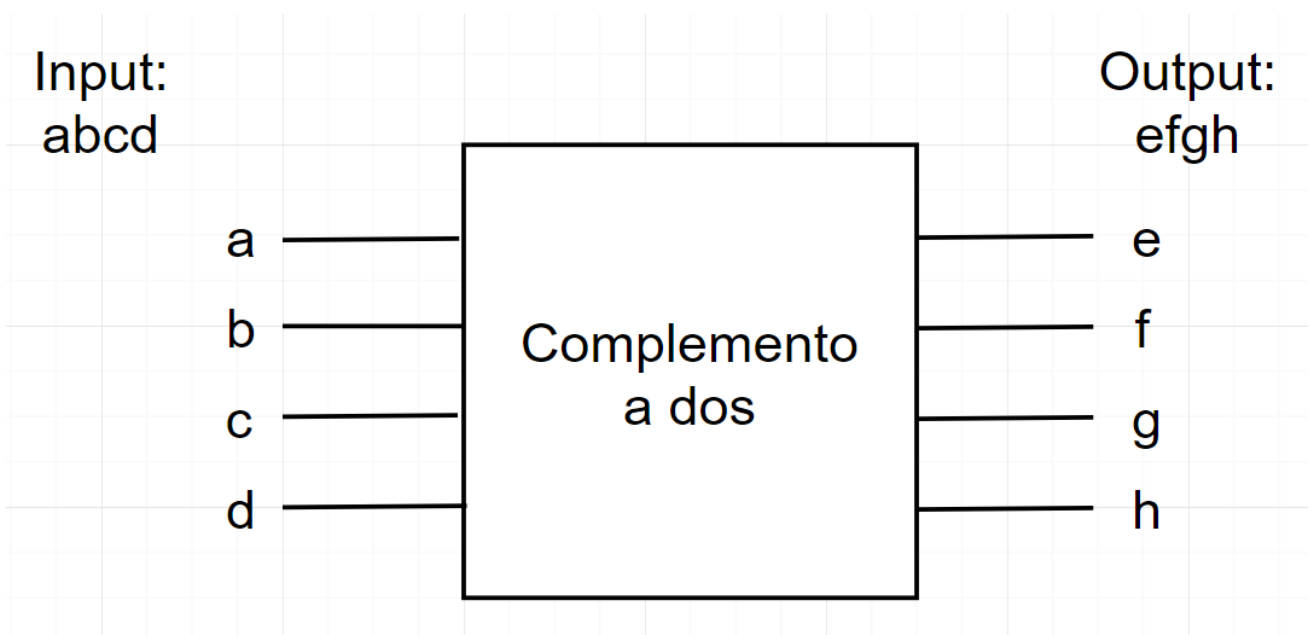 Input:
abcd
Output:
efgh
a
b
c
d
Complemento
a dos
e
f
g
h